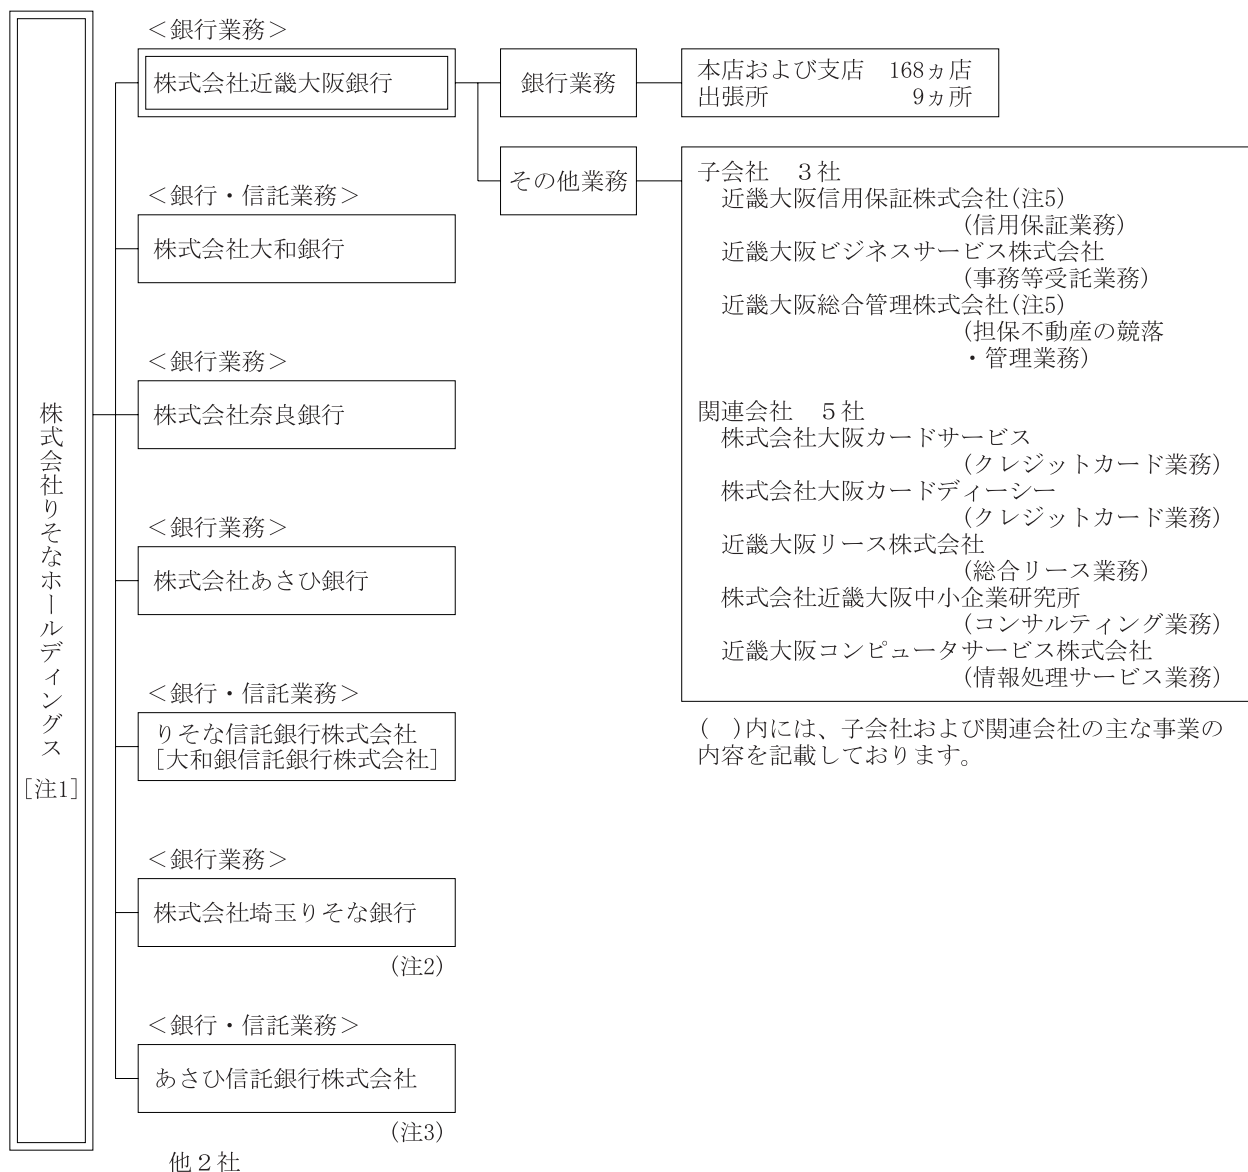 株式会社りそなホールディングス
[注1]
＜銀行業務＞
株式会社近畿大阪銀行
銀行業務
本店および支店　168ヵ店
出張所　9ヵ所
その他業務
子会社　３社
近畿大阪信用保証株式会社(注5)
(信用保証業務)
近畿大阪ビジネスサービス株式会社
(事務等受託業務)
近畿大阪総合管理株式会社(注5)
(担保不動産の競落
・管理業務)
関連会社　５社
株式会社大阪カードサービス
(クレジットカード業務)
株式会社大阪カードディーシー
(クレジットカード業務)
近畿大阪リース株式会社
(総合リース業務)
株式会社近畿大阪中小企業研究所
(コンサルティング業務)
近畿大阪コンピュータサービス株式会社
(情報処理サービス業務)
(　)内には、子会社および関連会社の主な事業の
内容を記載しております。
＜銀行・信託業務＞
株式会社大和銀行
＜銀行業務＞
株式会社奈良銀行
＜銀行業務＞
株式会社あさひ銀行
＜銀行・信託業務＞
りそな信託銀行株式会社
[大和銀信託銀行株式会社]
＜銀行業務＞
株式会社埼玉りそな銀行
(注2)
＜銀行・信託業務＞
あさひ信託銀行株式会社
(注3)
他２社